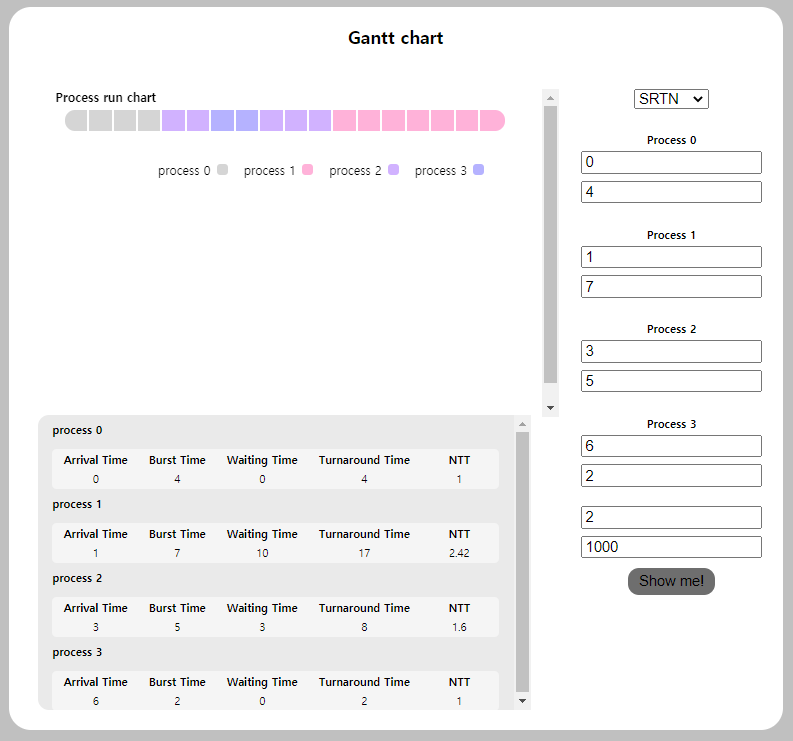 Gantt chart
Process run chart
process 0 process 1 process 2 process 3
SRTN
Process 0
0
4
Process 1
1
7
Process 2
3
5
Process 3
6
2
2
1000
Show me!
process 0
Arrival Time Burst Time Waiting Time Turnaround Time NTT
0 4 0 4 1
process 1
Arrival Time Burst Time Waiting Time Turnaround Time NTT
1 7 10 17 2.42
process 2
Arrival Time Burst Time Waiting Time Turnaround Time NTT
3 5 3 8 1.6
process 3
Arrival Time Burst Time Waiting Time Turnaround Time NTT
6 2 0 2 1